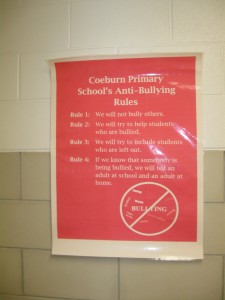 Coeburn Primary
School's Anti-Bullying
Rules
Rule 1: We will not bully others.
Rule 2: We will try to help students
who are bullied.
Rule 3: We will try to include students
who are left out.
Rule 4: If we know that somebody is
being bullied, we will tell an
adult at school and an adult at
home.
BULLYING